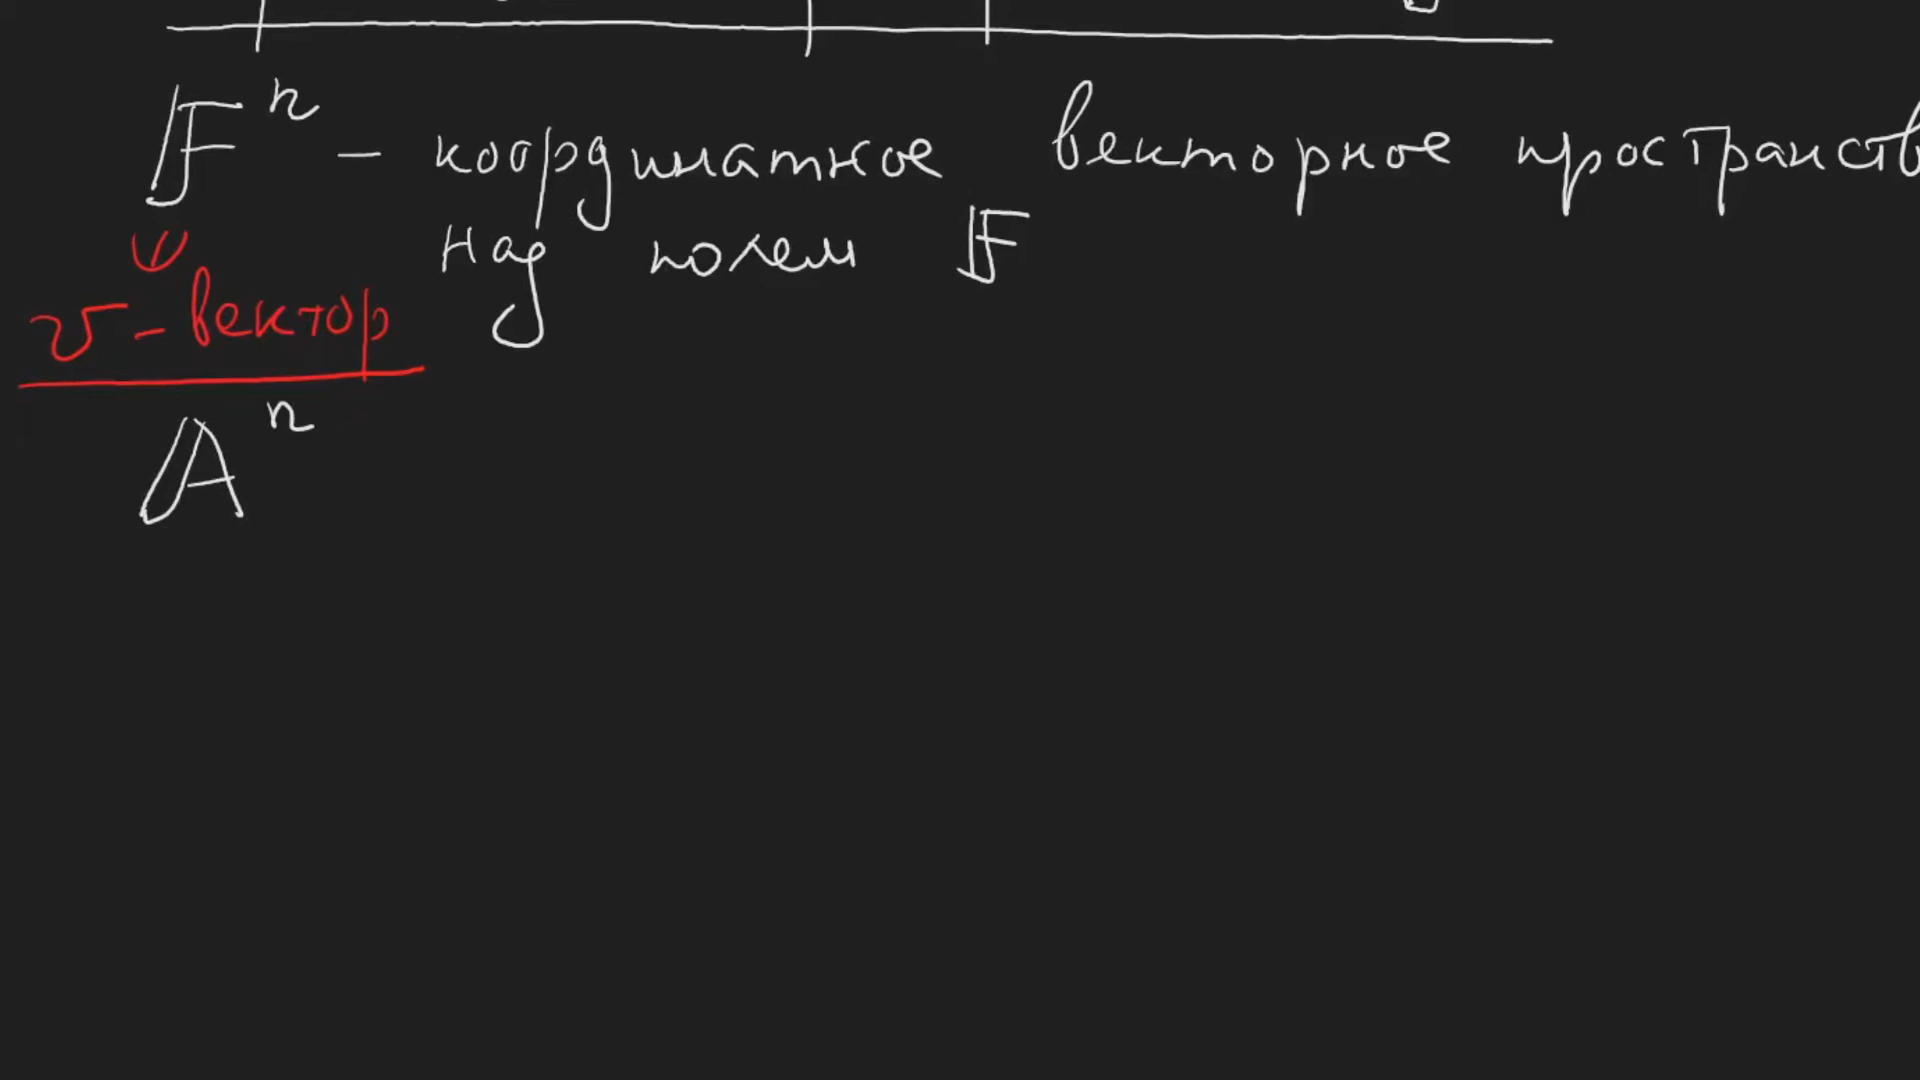 𝔽ⁿ – координатное векторное пространств
над полем 𝔽
v – вектор
𝔸ⁿ